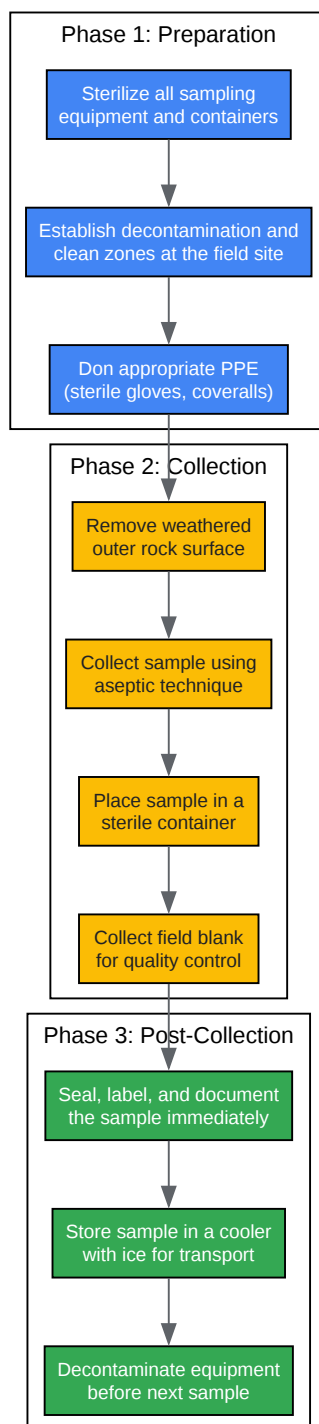 Phase 1: Preparation
Sterilize all sampling
equipment and containers
Establish decontamination and
clean zones at the field site
Don appropriate PPE
(sterile gloves, coveralls)
Phase 2: Collection
Remove weathered
outer rock surface
Collect sample using
aseptic technique
Place sample in a
sterile container
Collect field blank
for quality control
Phase 3: Post-Collection
Seal, label, and document
the sample immediately
Store sample in a cooler
with ice for transport
Decontaminate equipment
before next sample